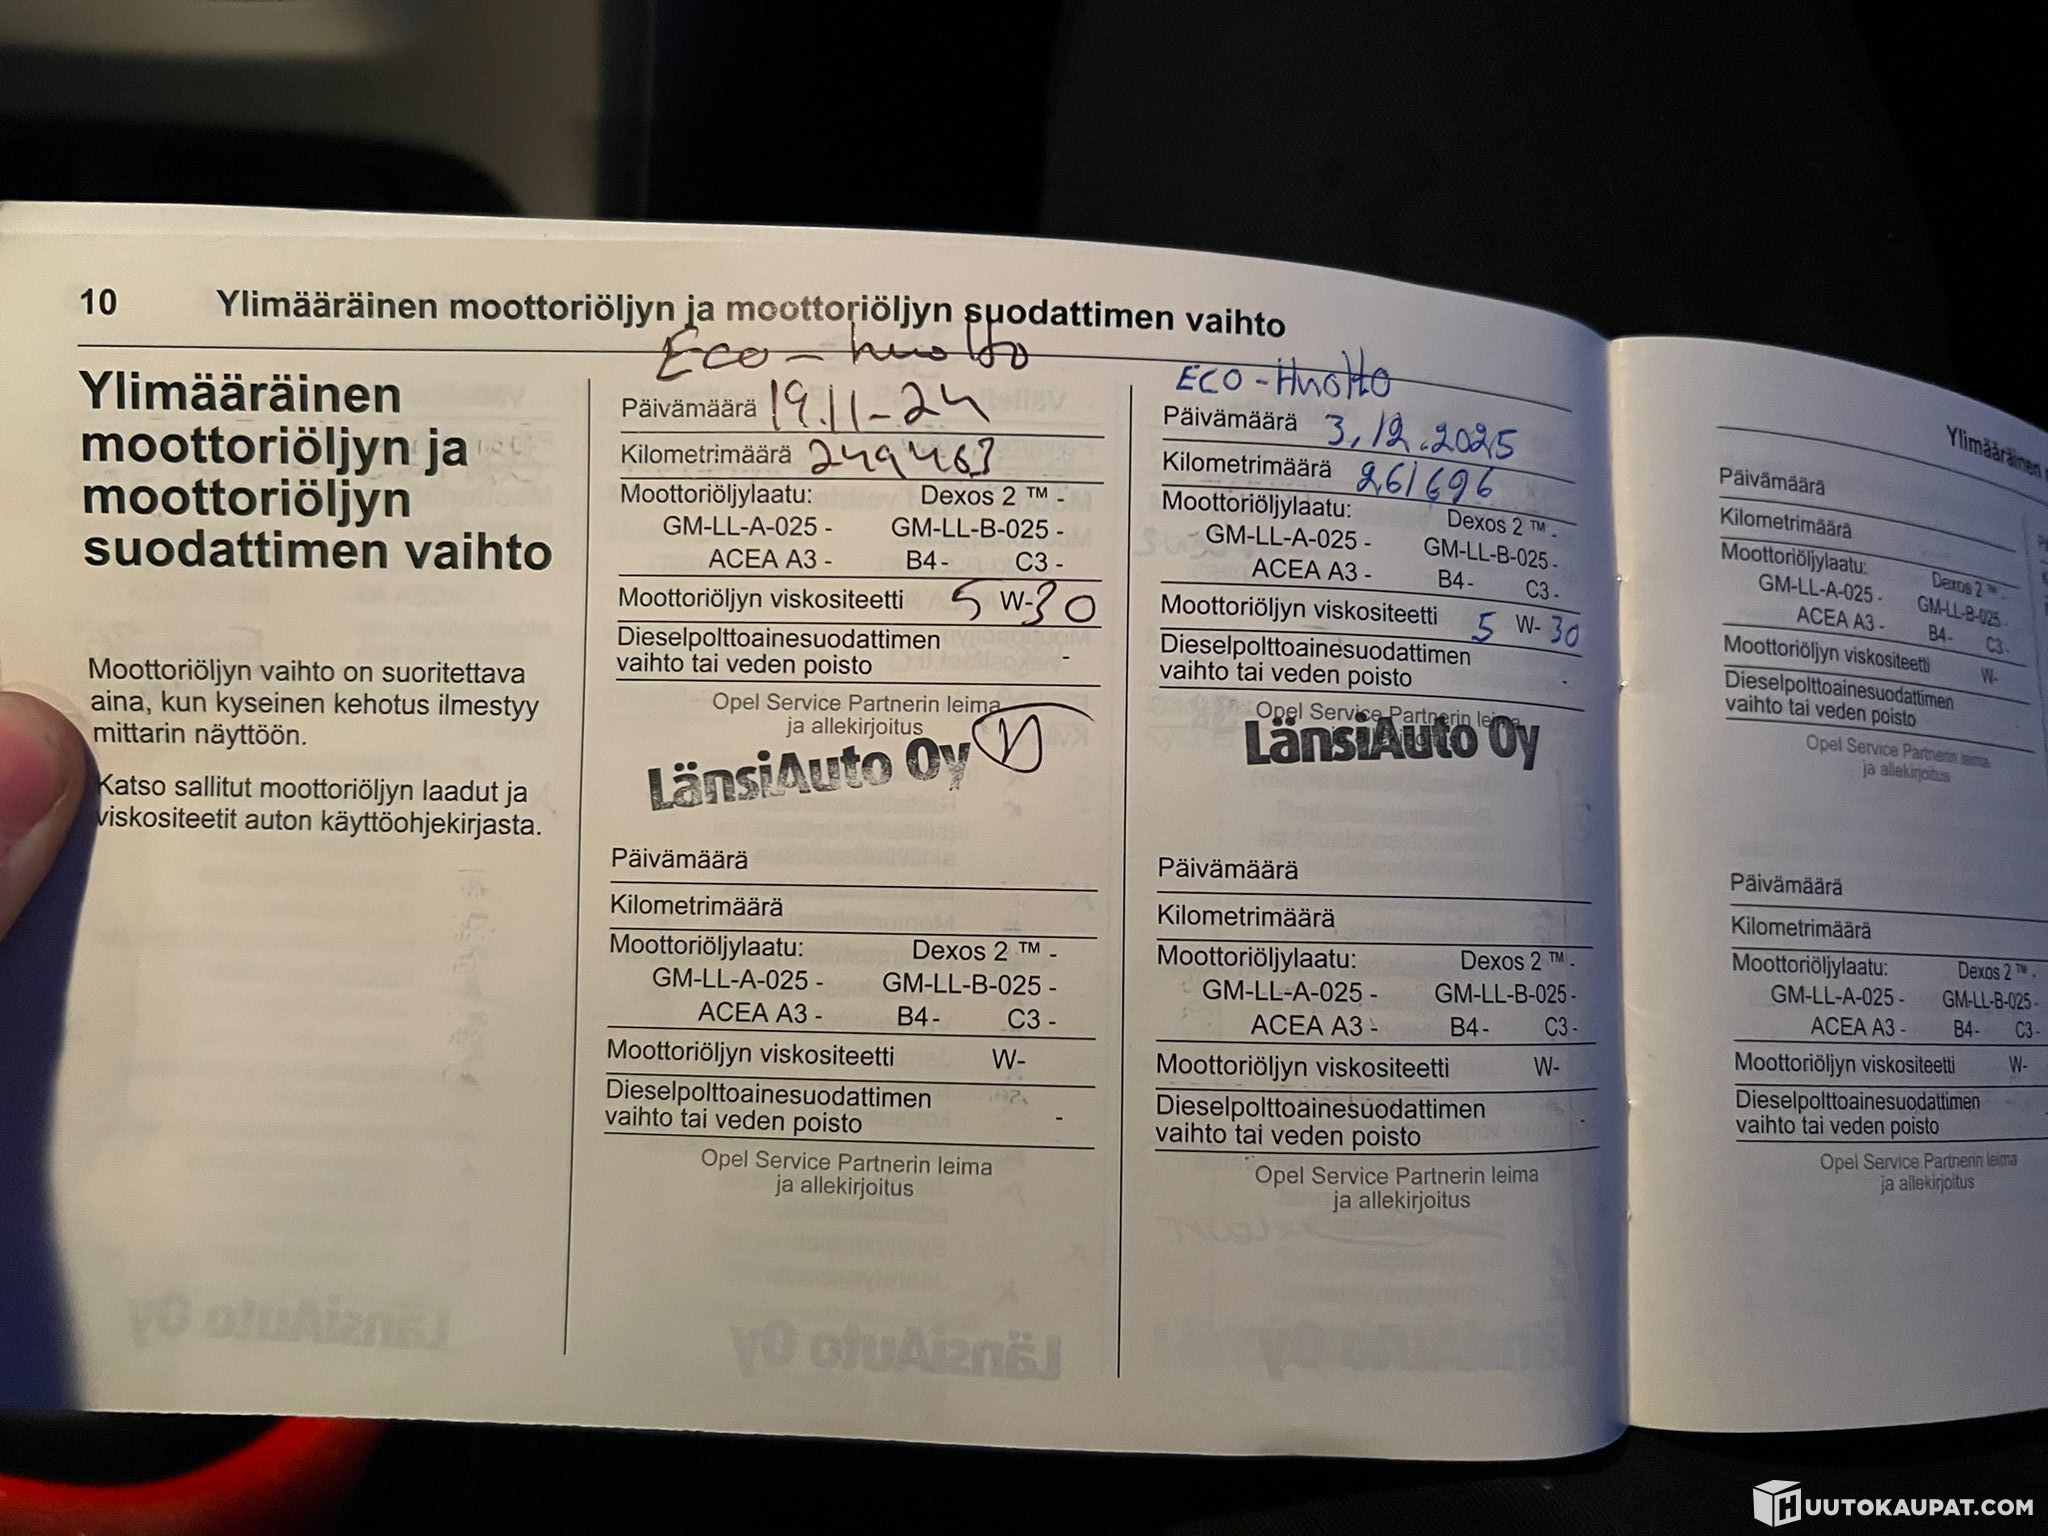 10 Ylimääräinen moottoriöljyn ja moottoriöljyn suodattimen vaihto
Ylimääräinen
moottoriöljyn ja
moottoriöljyn
suodattimen vaihto
Moottoriöljyn vaihto on suoritettava
aina, kun kyseinen kehotus ilmestyy
mittarin näyttöön.
Katso sallitut moottoriöljyn laadut ja
viskositeetit auton käyttöohjekirjasta.
Eco-huolto
Päivämäärä 19.11-24
Kilometrimäärä 249463
Moottoriöljylaatu: Dexos 2 ™ -
GM-LL-A-025 - GM-LL-B-025 -
ACEA A3 - B4 - C3 -
Moottoriöljyn viskositeetti 5 W-30
Dieselpolttoainesuodattimen
vaihto tai veden poisto -
Opel Service Partnerin leima
ja allekirjoitus
LänsiAuto Oy
Päivämäärä
Kilometrimäärä
Moottoriöljylaatu: Dexos 2 ™ -
GM-LL-A-025 - GM-LL-B-025 -
ACEA A3 - B4 - C3 -
Moottoriöljyn viskositeetti W-
Dieselpolttoainesuodattimen
vaihto tai veden poisto -
Opel Service Partnerin leima
ja allekirjoitus
ECO-Huolto
Päivämäärä 3.12.2025
Kilometrimäärä 261696
Moottoriöljylaatu: Dexos 2 ™ -
GM-LL-A-025 - GM-LL-B-025 -
ACEA A3 - B4 - C3 -
Moottoriöljyn viskositeetti 5 W-30
Dieselpolttoainesuodattimen
vaihto tai veden poisto -
Opel Service Partnerin leima
LänsiAuto Oy
Päivämäärä
Kilometrimäärä
Moottoriöljylaatu: Dexos 2 ™ -
GM-LL-A-025 - GM-LL-B-025 -
ACEA A3 - B4 - C3 -
Moottoriöljyn viskositeetti W-
Dieselpolttoainesuodattimen
vaihto tai veden poisto -
Opel Service Partnerin leima
ja allekirjoitus
Ylimääräinen
Päivämäärä
Kilometrimäärä
Moottoriöljylaatu: Dexos 2 ™ -
GM-LL-A-025 - GM-LL-B-025 -
ACEA A3 - B4 - C3 -
Moottoriöljyn viskositeetti W-
Dieselpolttoainesuodattimen
vaihto tai veden poisto
Opel Service Partnerin leima
ja allekirjoitus
Päivämäärä
Kilometrimäärä
Moottoriöljylaatu: Dexos 2 ™ -
GM-LL-A-025 - GM-LL-B-025 -
ACEA A3 - B4 - C3 -
Moottoriöljyn viskositeetti W-
Dieselpolttoainesuodattimen
vaihto tai veden poisto
Opel Service Partnerin leima
ja allekirjoitus
HUUTOKAUPAT.COM